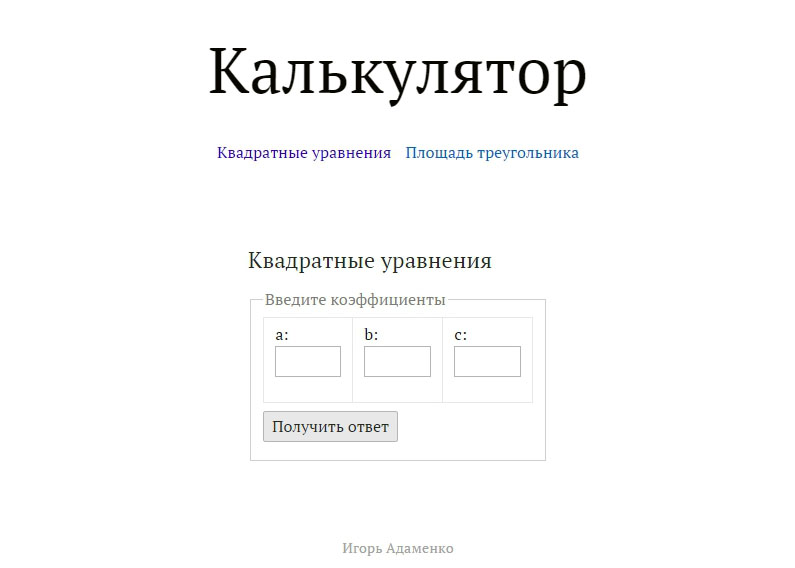 Калькулятор
Квадратные уравнения Площадь треугольника
Квадратные уравнения
Введите коэффициенты
a: b: c:
Получить ответ
Игорь Адаменко